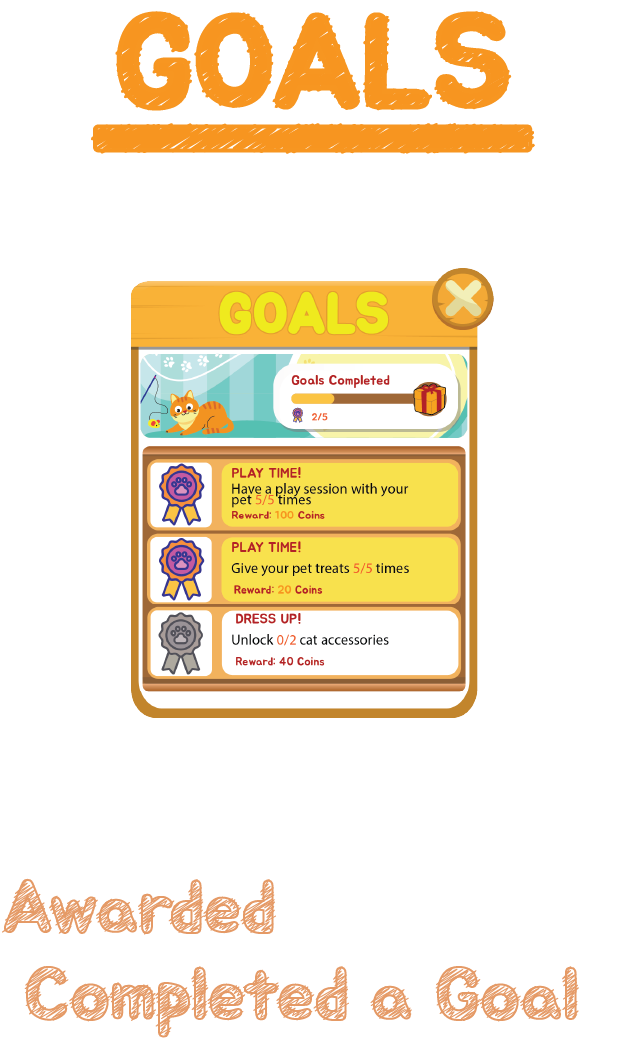 GOALS
GOALS
Goals Completed
2/5
PLAY TIME!
Have a play session with your
pet 5/5 times
Reward: 100 Coins
PLAY TIME!
Give your pet treats 5/5 times
Reward: 20 Coins
DRESS UP!
Unlock 0/2 cat accessories
Reward: 40 Coins
Awarded
Completed a Goal